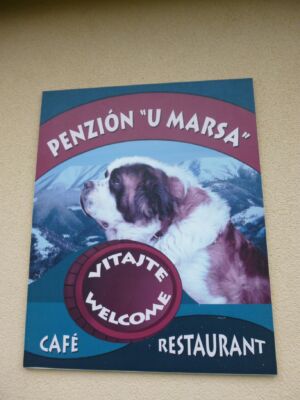 PENZIÓN "U MARSA"
VITAJTE
WELCOME
CAFÉ RESTAURANT